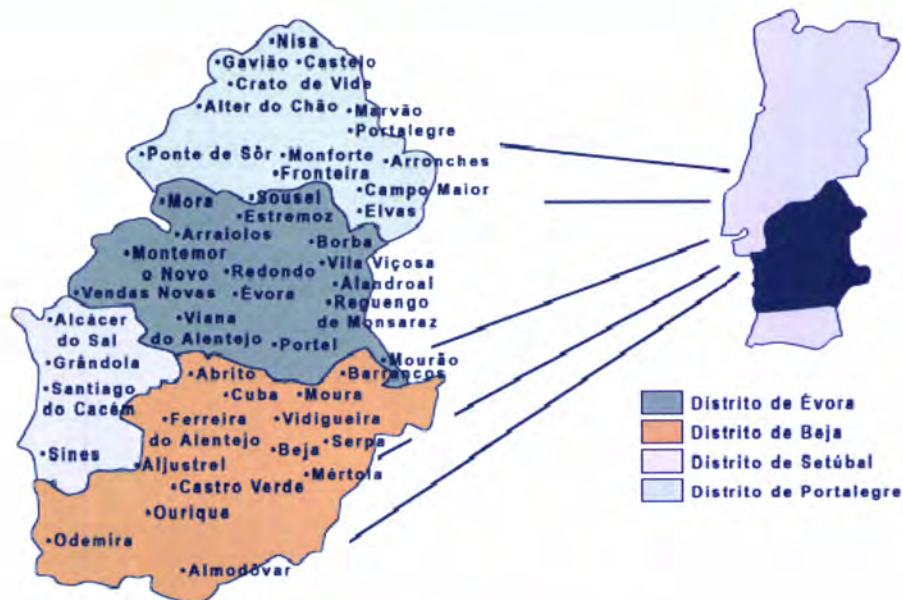 •Nisa
•Gavião •Castelo
•Crato de Vide
•Alter do Chão
•Marvão
•Portalegre
•Ponte de Sôr •Monforte
•Arronches
•Fronteira
•Campo Maior
•Sousel
•Mora
•Elvas
•Estremoz
•Arraiolos
•Borba
•Montemor
o Novo
•Vila Viçosa
•Redondo
•Alandroal
•Vendas Novas
•Évora
•Reguengo
de Monsaraz
•Alcácer
do Sal
•Viana
do Alentejo
•Portel
•Mourão
•Grândola
•Abrito
•Barrancos
•Santiago
do Cacém
•Cuba
•Moura
•Ferreira
do Alentejo
•Vidigueira
•Serpa
•Beja
•Sines
•Aljustrel
•Mértola
•Castro Verde
•Ourique
•Odemira
•Almodôvar
Distrito de Évora
Distrito de Beja
Distrito de Setúbal
Distrito de Portalegre